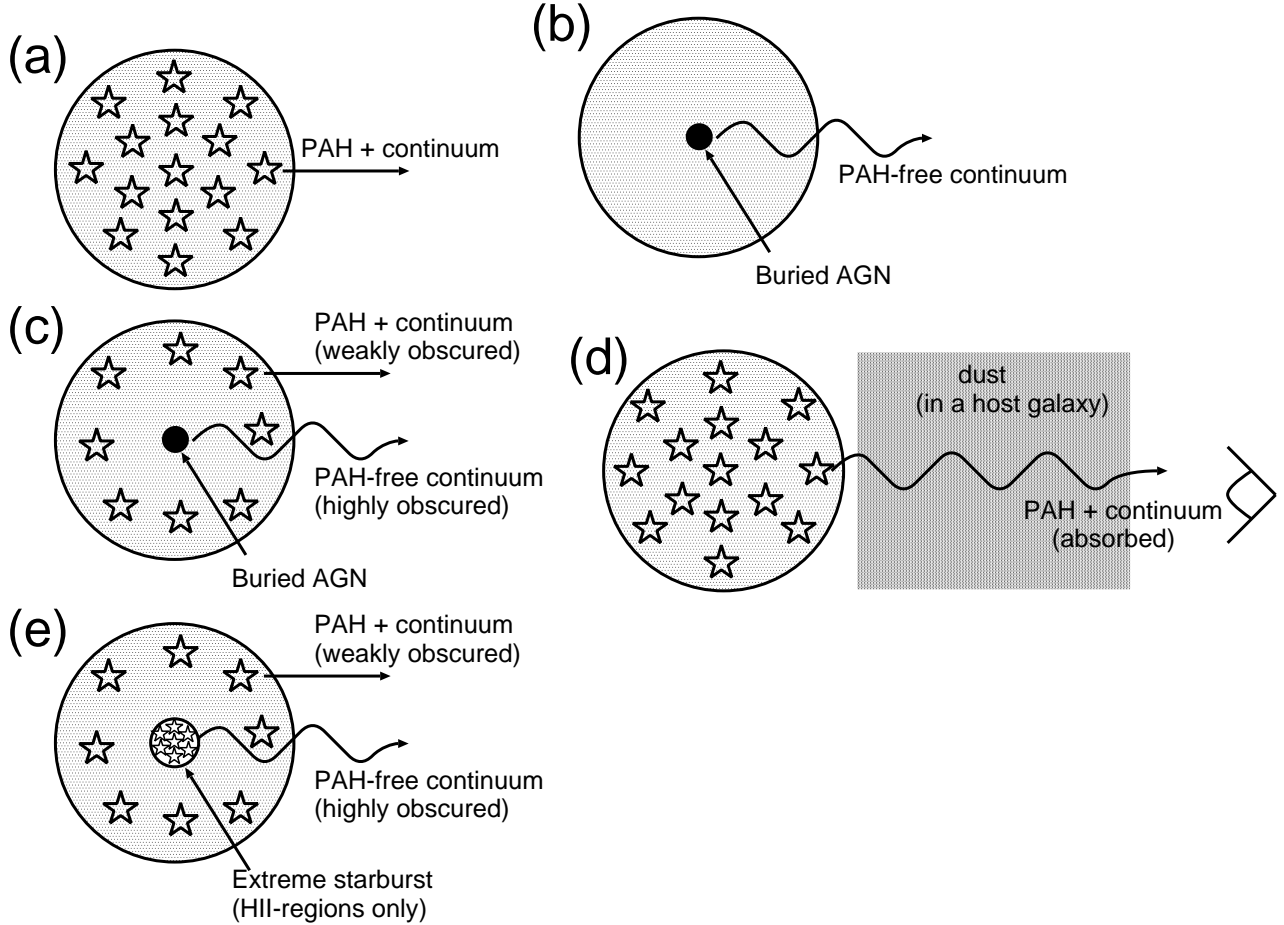 (a)
PAH + continuum
(b)
PAH-free continuum
Buried AGN
(c)
PAH + continuum
(weakly obscured)
PAH-free continuum
(highly obscured)
Buried AGN
(d)
dust
(in a host galaxy)
PAH + continuum
(absorbed)
(e)
PAH + continuum
(weakly obscured)
PAH-free continuum
(highly obscured)
Extreme starburst
(HII-regions only)